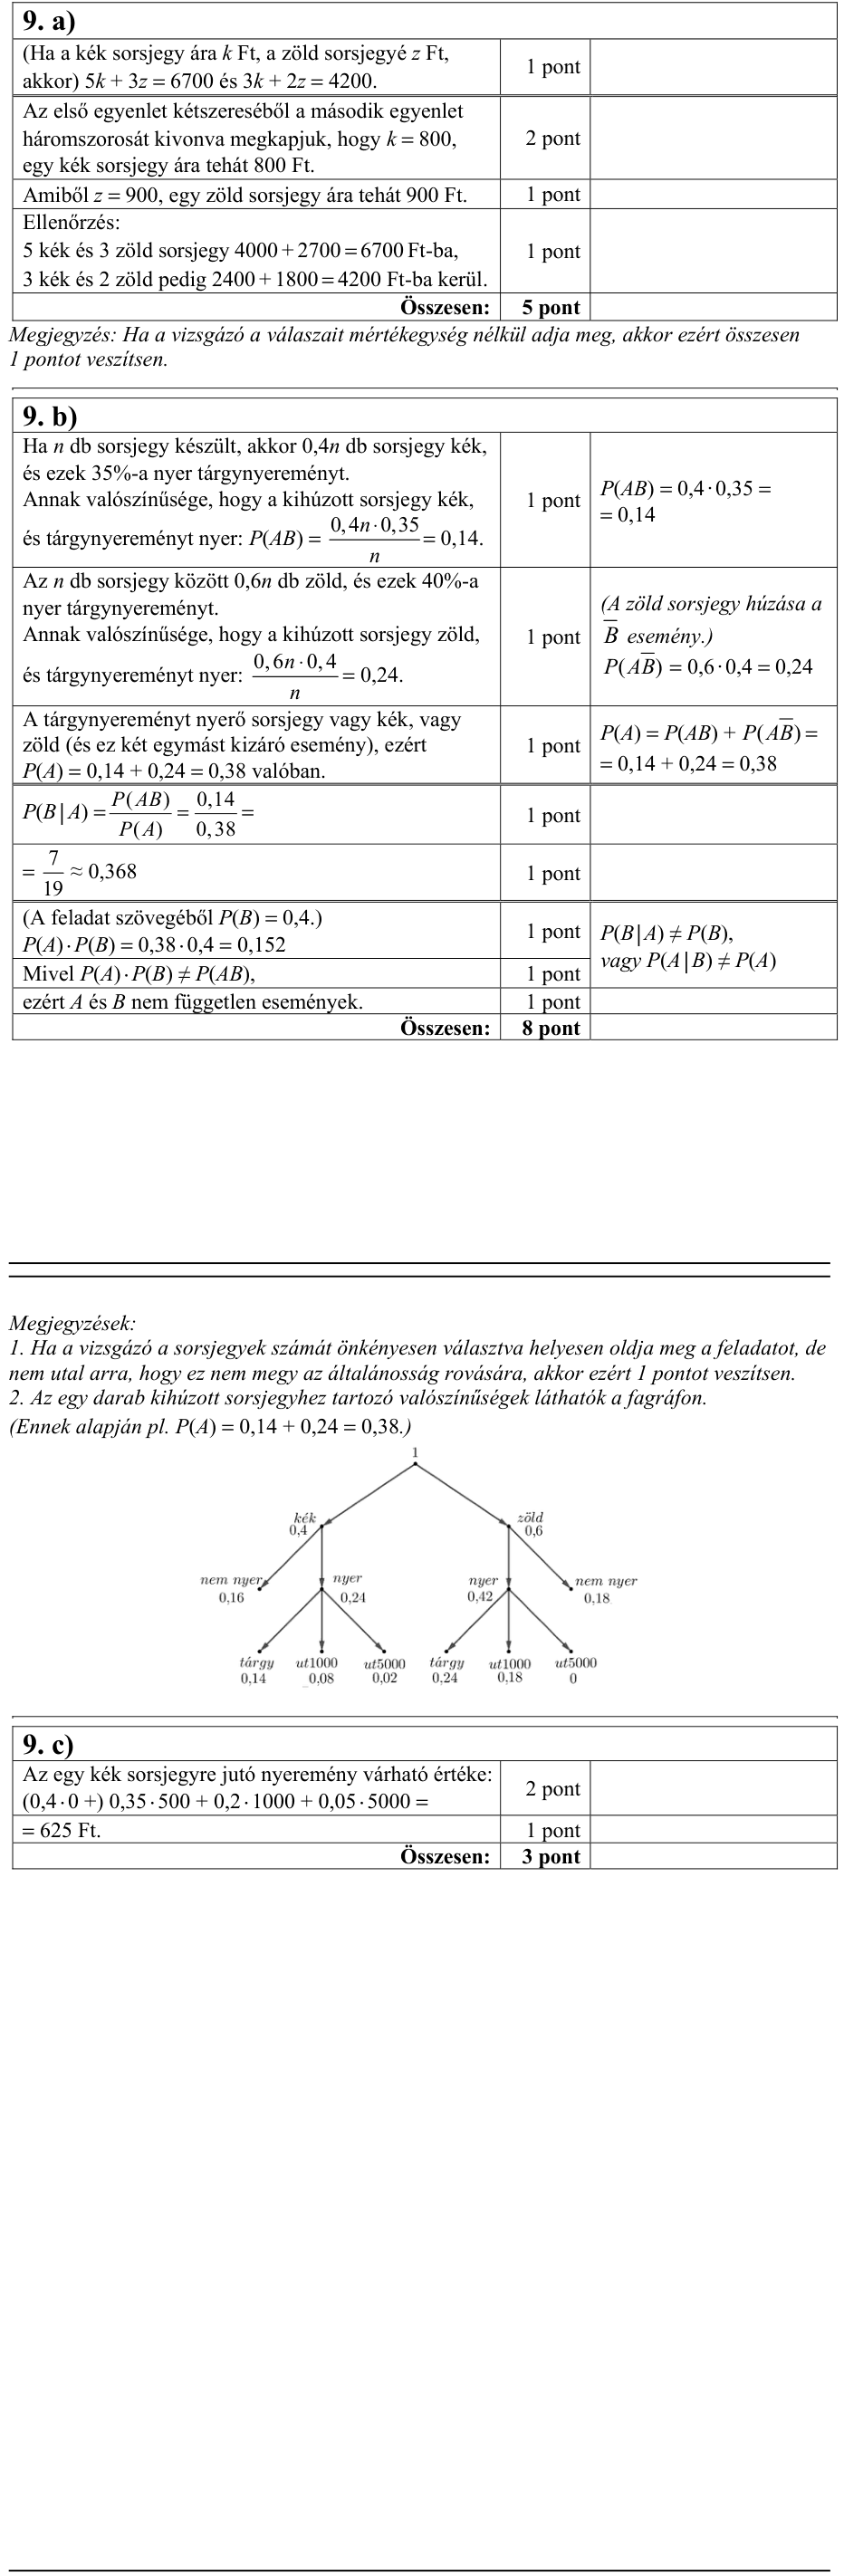 9. a)
(Ha a kék sorsjegy ára k Ft, a zöld sorsjegyé z Ft,
akkor) 5k + 3z = 6700 és 3k + 2z = 4200.
1 pont
Az első egyenlet kétszereséből a második egyenlet
háromszorosát kivonva megkapjuk, hogy k = 800,
egy kék sorsjegy ára tehát 800 Ft.
2 pont
Amiből z = 900, egy zöld sorsjegy ára tehát 900 Ft.
1 pont
Ellenőrzés:
5 kék és 3 zöld sorsjegy 4000 + 2700 = 6700 Ft-ba,
3 kék és 2 zöld pedig 2400 + 1800 = 4200 Ft-ba kerül.
1 pont
Összesen: 5 pont
Megjegyzés: Ha a vizsgázó a válaszait mértékegység nélkül adja meg, akkor ezért összesen
1 pontot veszítsen.
9. b)
Ha n db sorsjegy készült, akkor 0,4n db sorsjegy kék,
és ezek 35%-a nyer tárgynyereményt.
Annak valószínűsége, hogy a kihúzott sorsjegy kék,
és tárgynyereményt nyer: P(AB) = \frac{0,4n·0,35}{n} = 0,14.
1 pont
P(AB) = 0,4·0,35 =
= 0,14
Az n db sorsjegy között 0,6n db zöld, és ezek 40%-a
nyer tárgynyereményt.
Annak valószínűsége, hogy a kihúzott sorsjegy zöld,
és tárgynyereményt nyer: \frac{0,6n·0,4}{n} = 0,24.
1 pont
(A zöld sorsjegy húzása a
\overline{B} esemény.)
P(A\overline{B}) = 0,6·0,4 = 0,24
A tárgynyereményt nyerő sorsjegy vagy kék, vagy
zöld (és ez két egymást kizáró esemény), ezért
P(A) = 0,14 + 0,24 = 0,38 valóban.
1 pont
P(A) = P(AB) + P(A\overline{B}) =
= 0,14 + 0,24 = 0,38
P(B|A) = \frac{P(AB)}{P(A)} = \frac{0,14}{0,38} =
1 pont
= \frac{7}{19} ≈ 0,368
1 pont
(A feladat szövegéből P(B) = 0,4.)
P(A)·P(B) = 0,38·0,4 = 0,152
1 pont
P(B|A) ≠ P(B),
vagy P(A|B) ≠ P(A)
Mivel P(A)·P(B) ≠ P(AB),
1 pont
ezért A és B nem független események.
1 pont
Összesen: 8 pont
Megjegyzések:
1. Ha a vizsgázó a sorsjegyek számát önkényesen választva helyesen oldja meg a feladatot, de
nem utal arra, hogy ez nem megy az általánosság rovására, akkor ezért 1 pontot veszítsen.
2. Az egy darab kihúzott sorsjegyhez tartozó valószínűségek láthatók a fagráfon.
(Ennek alapján pl. P(A) = 0,14 + 0,24 = 0,38.)
1
kék zöld
0,4 0,6
nem nyer nyer nyer nem nyer
0,16 0,24 0,42 0,18
tárgy ut1000 ut5000 tárgy ut1000 ut5000
0,14 0,08 0,02 0,24 0,18 0
9. c)
Az egy kék sorsjegyre jutó nyeremény várható értéke:
(0,4·0 +) 0,35·500 + 0,2·1000 + 0,05·5000 =
2 pont
= 625 Ft.
1 pont
Összesen: 3 pont